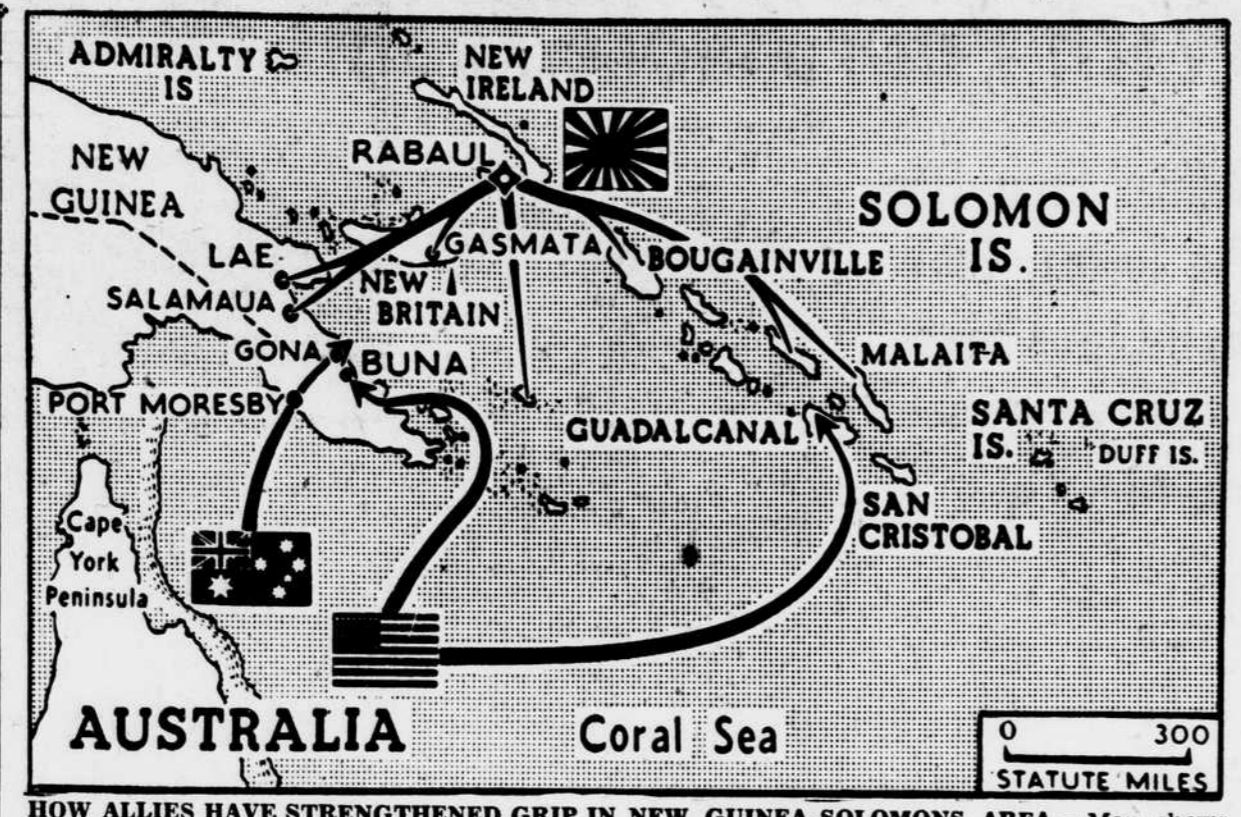 ADMIRALTY
IS
NEW
IRELAND
NEW
GUINEA
RABAUL
SOLOMON
IS.
LAE
GASMATA
BOUGAINVILLE
SALAMAUA
NEW
BRITAIN
GONA
BUNA
MALAITA
PORT MORESBY
GUADALCANAL
SANTA CRUZ
IS.
DUFF IS.
SAN
CRISTOBAL
Cape
York
Peninsula
AUSTRALIA
Coral Sea
0 300
STATUTE MILES
HOW ALLIES HAVE STRENGTHENED GRIP IN NEW GUINEA SOLOMONS AREA Map shows